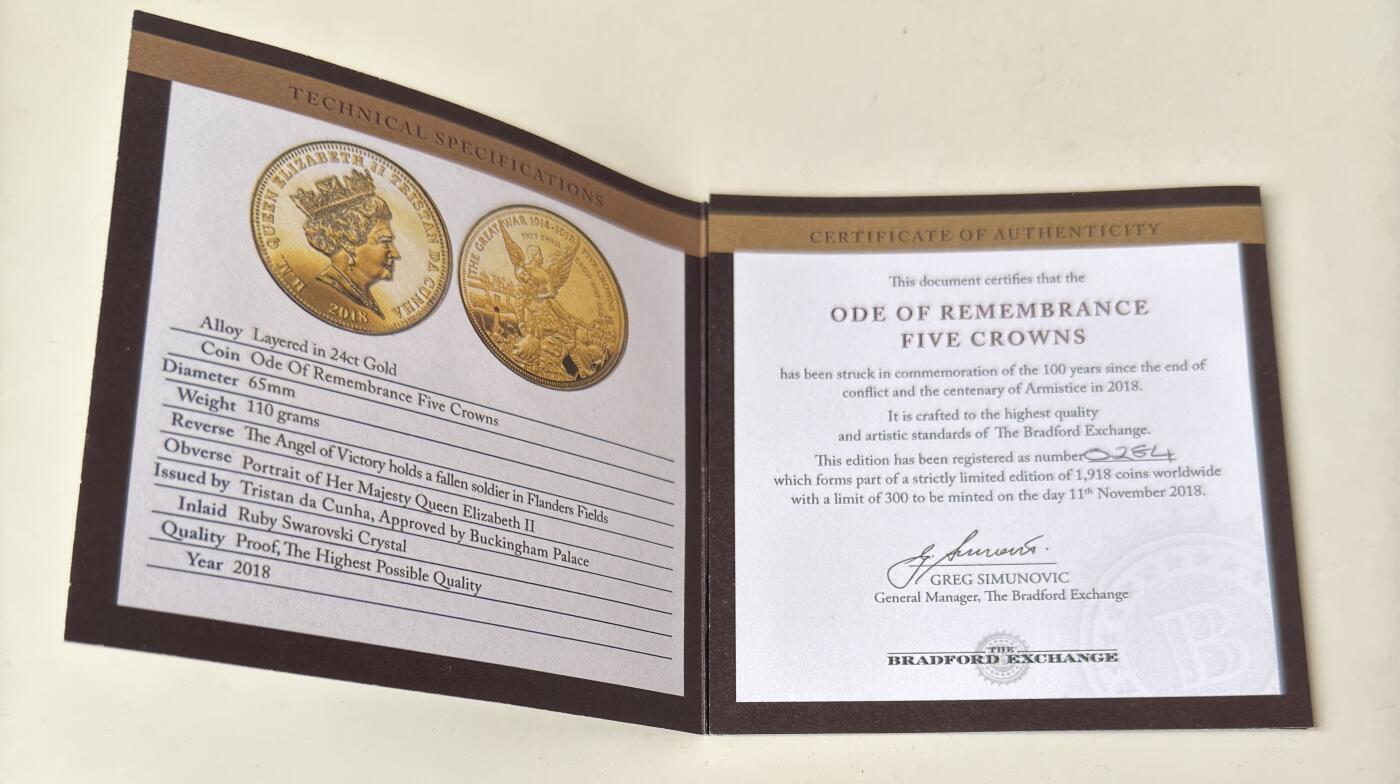 TECHNICAL SPECIFICATIONS
H.M. QUEEN ELIZABETH II TRISTAN DA CUNHA
2018
THE GREAT WAR 1914-1918
THEY SHALL
FIVE CROWNS
Alloy Layered in 24ct Gold
Coin Ode Of Remembrance Five Crowns
Diameter 65mm
Weight 110 grams
Reverse The Angel of Victory holds a fallen soldier in Flanders Fields
Obverse Portrait of Her Majesty Queen Elizabeth II
Issued by Tristan da Cunha, Approved by Buckingham Palace
Inlaid Ruby Swarovski Crystal
Quality Proof, The Highest Possible Quality
Year 2018
CERTIFICATE OF AUTHENTICITY
This document certifies that the
ODE OF REMEMBRANCE
FIVE CROWNS
has been struck in commemoration of the 100 years since the end of
conflict and the centenary of Armistice in 2018.
It is crafted to the highest quality
and artistic standards of The Bradford Exchange.
This edition has been registered as number 0264
which forms part of a strictly limited edition of 1,918 coins worldwide
with a limit of 300 to be minted on the day 11th November 2018.
G. Simunovic
GREG SIMUNOVIC
General Manager, The Bradford Exchange
THE
BRADFORD EXCHANGE
B